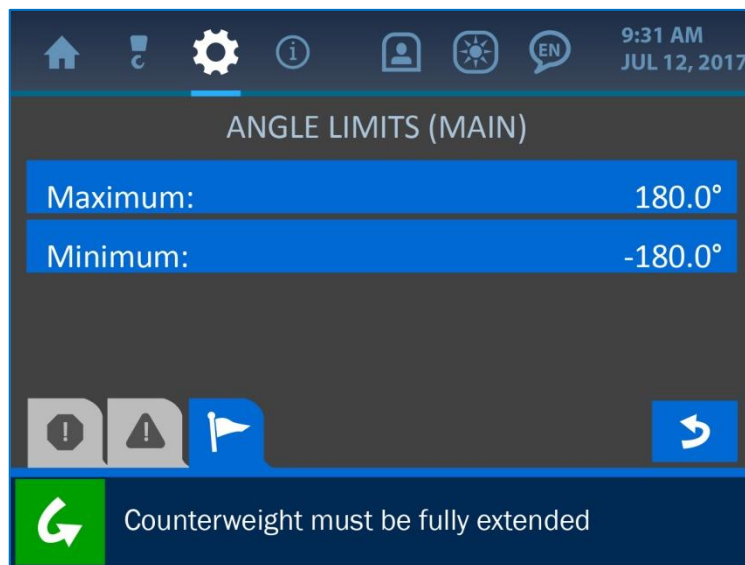 EN
9:31 AM
JUL 12, 2017
ANGLE LIMITS (MAIN)
Maximum: 180.0°
Minimum: -180.0°
Counterweight must be fully extended